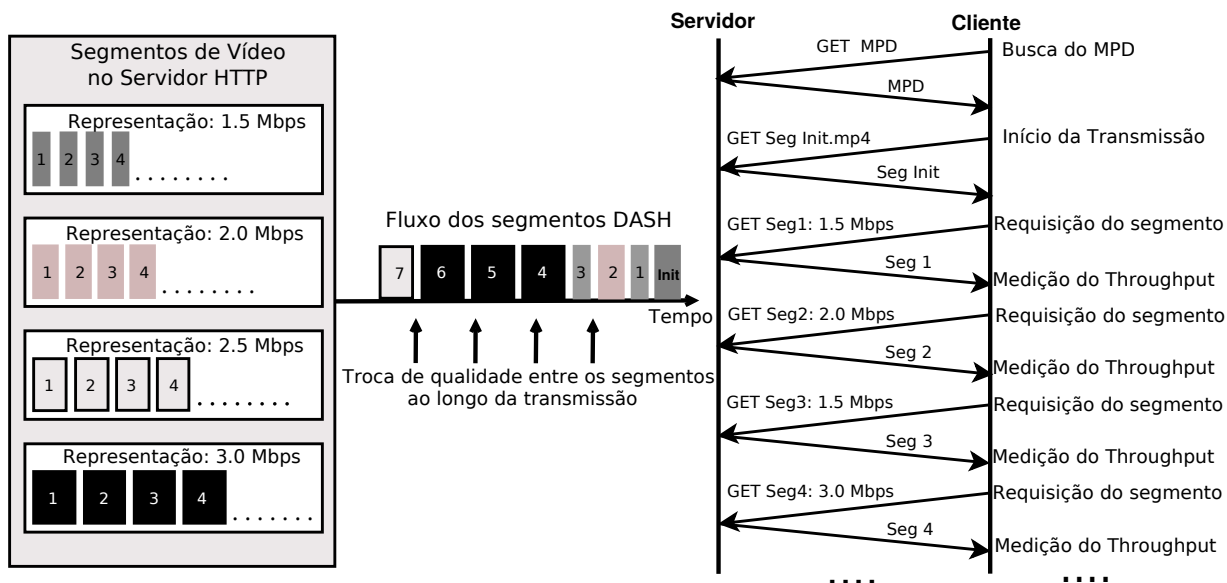 Segmentos de Vídeo
no Servidor HTTP
Representação: 1.5 Mbps
1 2 3 4 ........
Representação: 2.0 Mbps
1 2 3 4 ........
Representação: 2.5 Mbps
1 2 3 4 ........
Representação: 3.0 Mbps
1 2 3 4 .......
Fluxo dos segmentos DASH
7 6 5 4 3 2 1 Init
Tempo
Troca de qualidade entre os segmentos
ao longo da transmissão
Servidor Cliente
GET MPD Busca do MPD
MPD
GET Seg Init.mp4 Início da Transmissão
Seg Init
GET Seg1: 1.5 Mbps Requisição do segmento
Seg 1 Medição do Throughput
GET Seg2: 2.0 Mbps Requisição do segmento
Seg 2 Medição do Throughput
GET Seg3: 1.5 Mbps Requisição do segmento
Seg 3 Medição do Throughput
GET Seg4: 3.0 Mbps Requisição do segmento
Seg 4 Medição do Throughput
.... ....